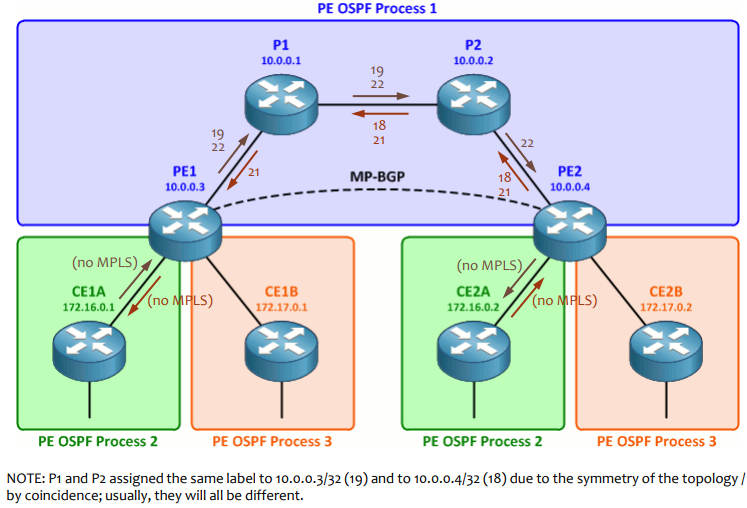 PE OSPF Process 1
P1
10.0.0.1
P2
10.0.0.2
19
22
18
21
19
22
21
22
18
21
PE1
10.0.0.3
MP-BGP
PE2
10.0.0.4
(no MPLS)
(no MPLS)
CE1A
172.16.0.1
CE1B
172.17.0.1
(no MPLS)
(no MPLS)
CE2A
172.16.0.2
CE2B
172.17.0.2
PE OSPF Process 2
PE OSPF Process 3
PE OSPF Process 2
PE OSPF Process 3
NOTE: P1 and P2 assigned the same label to 10.0.0.3/32 (19) and to 10.0.0.4/32 (18) due to the symmetry of the topology /
by coincidence; usually, they will all be different.